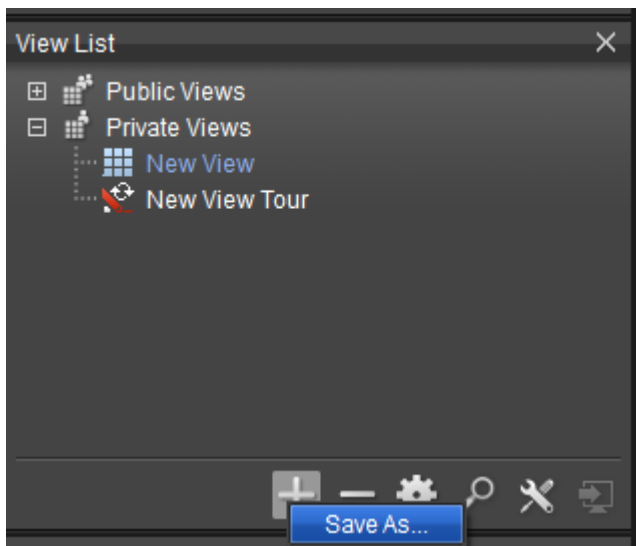 View List
Public Views
Private Views
New View
New View Tour
Save As...